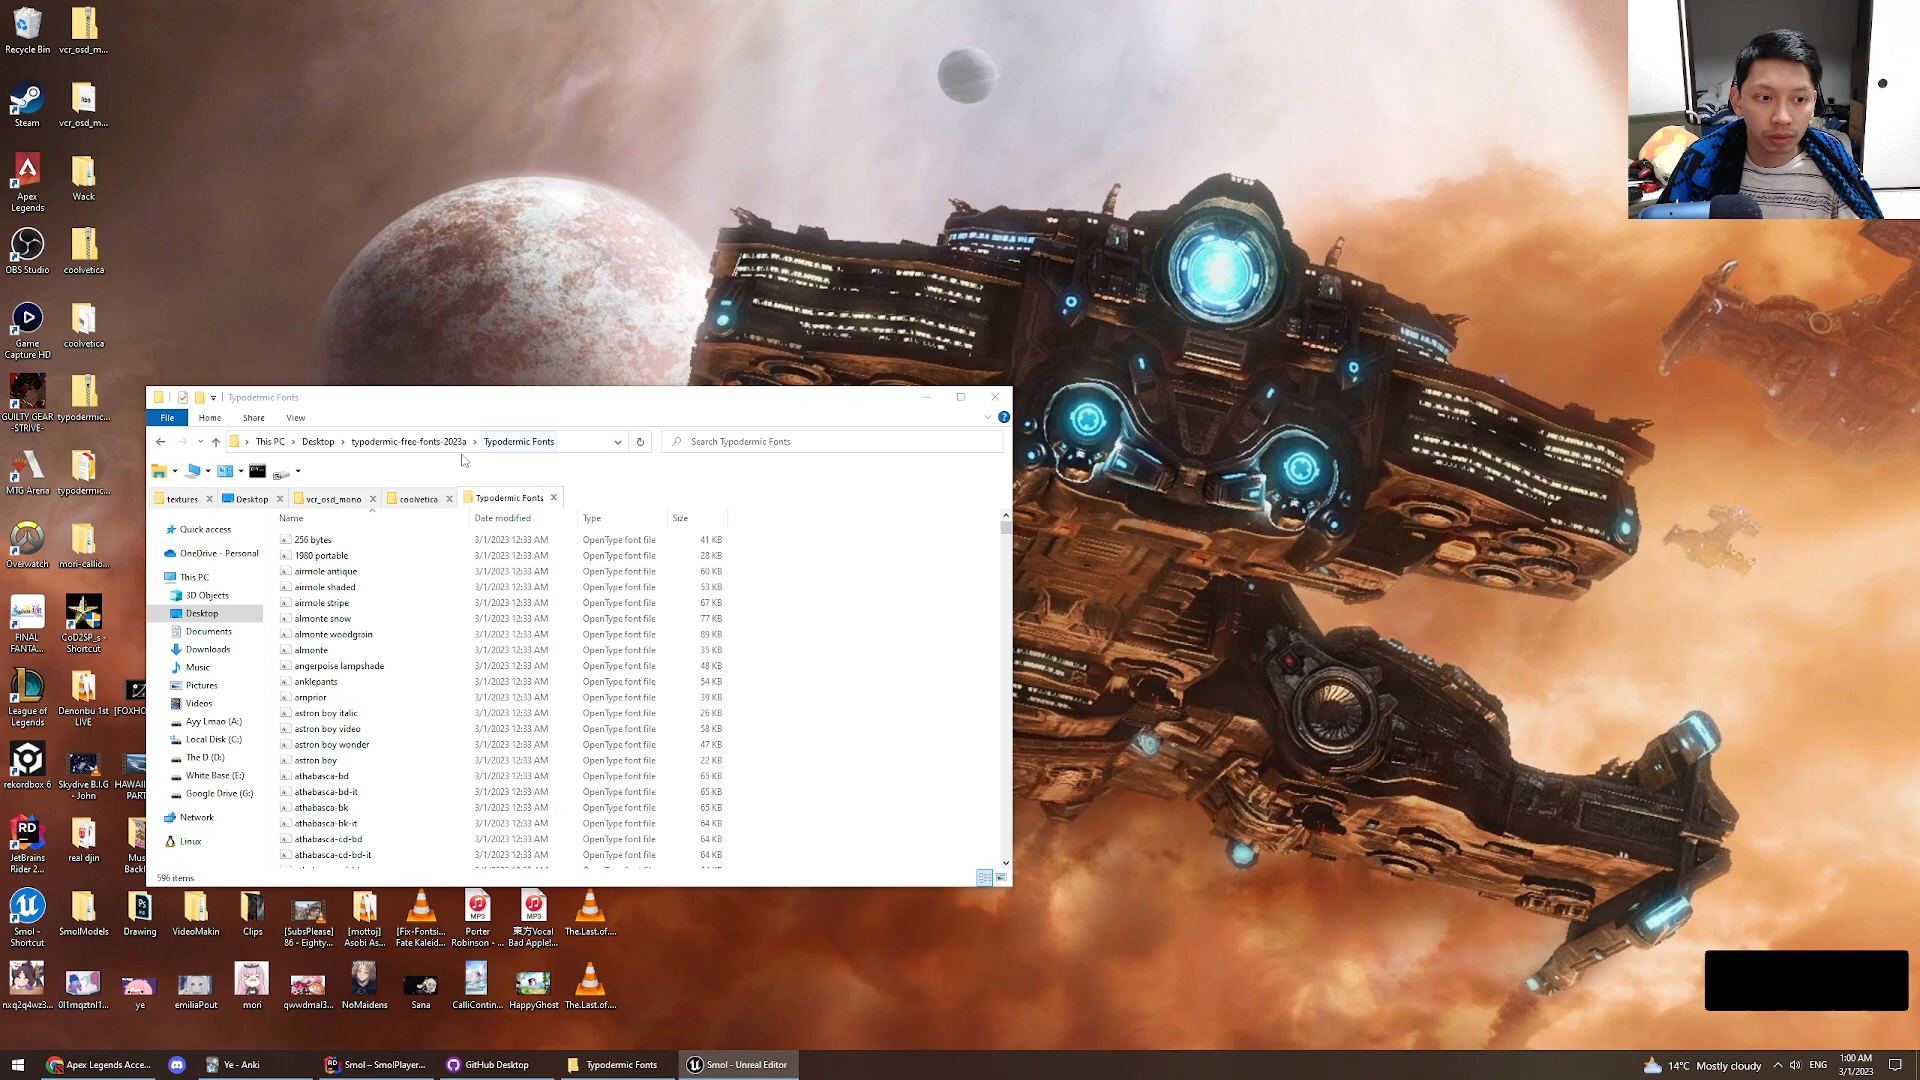 Recycle Bin
vcr_osd_m...
Steam
vcr_osd_m...
Apex Legends
Wack
OBS Studio
coolvetica
Game Capture HD
coolvetica
GUILTY GEAR -STRIVE-
typodermic...
MTG Arena
typodermic...
Overwatch
mori-callio...
FINAL FANTA...
CoD2SP_s - Shortcut
League of Legends
Denonbu 1st LIVE
[FOXHO
rekordbox 6
Skydive B.I.G - John
HAWAII PART
JetBrains Rider 2...
real djin
Mus Backl
Smol - Shortcut
SmolModels
Drawing
VideoMakin
Clips
[SubsPlease] 86 - Eighty...
[mottoj] Asobi As...
[Fix-Fontsi... Fate Kaleid...
Porter Robinson - ...
東方Vocal Bad Apple!...
The.Last.of....
nxq2q4wz3...
0l1mqztnl1...
ye
emiliaPout
mori
qwwdmal3...
NoMaidens
Sana
CalliContin...
HappyGhost
The.Last.of....
Typodermic Fonts
File Home Share View
This PC > Desktop > typodermic-free-fonts-2023a > Typodermic Fonts
Search Typodermic Fonts
textures Desktop vcr_osd_mono coolvetica Typodermic Fonts
Name Date modified Type Size
Quick access
OneDrive - Personal
This PC
3D Objects
Desktop
Documents
Downloads
Music
Pictures
Videos
Ayy Lmao (A:)
Local Disk (C:)
The D (D:)
White Base (E:)
Google Drive (G:)
Network
Linux
256 bytes 3/1/2023 12:33 AM OpenType font file 41 KB
1980 portable 3/1/2023 12:33 AM OpenType font file 28 KB
airmole antique 3/1/2023 12:33 AM OpenType font file 60 KB
airmole shaded 3/1/2023 12:33 AM OpenType font file 53 KB
airmole stripe 3/1/2023 12:33 AM OpenType font file 67 KB
almonte snow 3/1/2023 12:33 AM OpenType font file 77 KB
almonte woodgrain 3/1/2023 12:33 AM OpenType font file 89 KB
almonte 3/1/2023 12:33 AM OpenType font file 35 KB
angerpoise lampshade 3/1/2023 12:33 AM OpenType font file 48 KB
anklepants 3/1/2023 12:33 AM OpenType font file 54 KB
arnprior 3/1/2023 12:33 AM OpenType font file 39 KB
astron boy italic 3/1/2023 12:33 AM OpenType font file 26 KB
astron boy video 3/1/2023 12:33 AM OpenType font file 58 KB
astron boy wonder 3/1/2023 12:33 AM OpenType font file 47 KB
astron boy 3/1/2023 12:33 AM OpenType font file 22 KB
athabasca-bd 3/1/2023 12:33 AM OpenType font file 65 KB
athabasca-bd-it 3/1/2023 12:33 AM OpenType font file 65 KB
athabasca-bk 3/1/2023 12:33 AM OpenType font file 65 KB
athabasca-bk-it 3/1/2023 12:33 AM OpenType font file 64 KB
athabasca-cd-bd 3/1/2023 12:33 AM OpenType font file 64 KB
athabasca-cd-bd-it 3/1/2023 12:33 AM OpenType font file 64 KB
596 items
Apex Legends Acce...
Ye - Anki
Smol – SmolPlayer...
GitHub Desktop
Typodermic Fonts
Smol - Unreal Editor
14°C Mostly cloudy
ENG
1:00 AM
3/1/2023